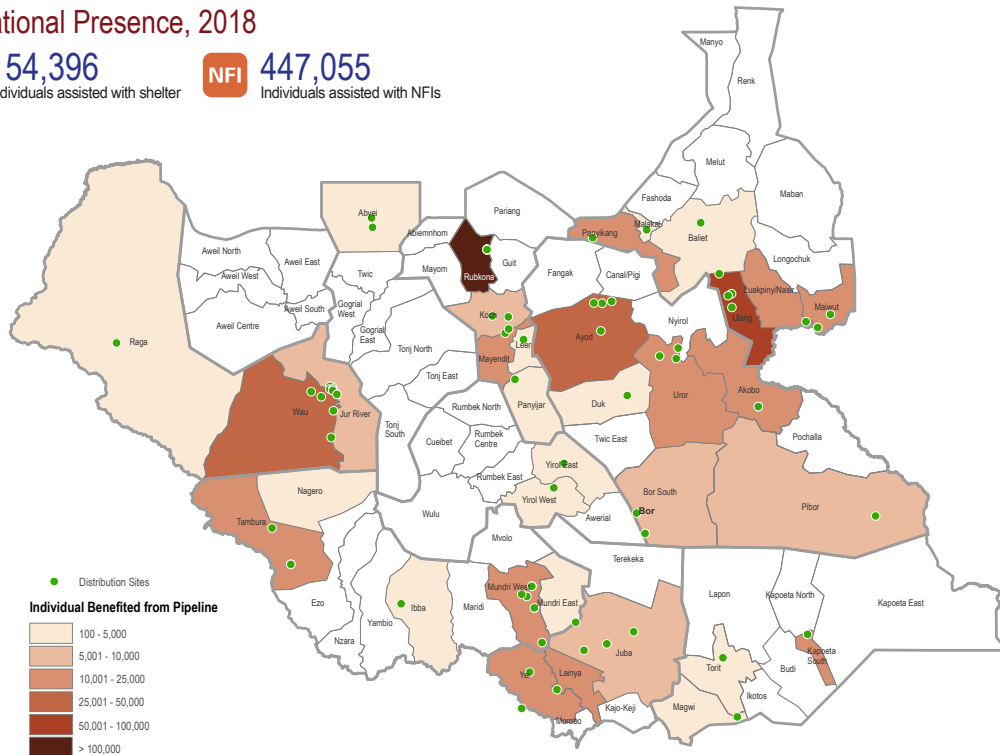 ational Presence, 2018
54,396
dividuals assisted with shelter
NFI
447,055
Individuals assisted with NFIs
Manyo
Renk
Melut
Maban
Fashoda
Pariang
Abyei
Malakal
Panyikang
Baliet
Abiemnhom
Aweil North
Aweil East
Longochuk
Guit
Mayom
Twic
Fangak
Canal/Pigi
Rubkona
Aweil West
Luakpiny/Nasir
Gogrial West
Aweil South
Maiwut
Koch
Ulang
Nyirol
Aweil Centre
Gogrial East
Ayod
Raga
Leer
Tonj North
Mayendit
Tonj East
Akobo
Uror
Duk
Panyijar
Rumbek North
Wau
Jur River
Tonj South
Cueibet
Rumbek Centre
Twic East
Pochalla
Yirol East
Rumbek East
Nagero
Bor South
Yirol West
Pibor
Bor
Wulu
Awerial
Tambura
Mvolo
Terekeka
Distribution Sites
Mundri West
Lapon
Kapoeta North
Kapoeta East
Ezo
Ibba
Maridi
Mundri East
Individual Benefited from Pipeline
Yambio
Nzara
Juba
Kapoeta South
Torit
Budi
Yei
Lainya
Ikotos
Magwi
Kajo-Keji
Morobo
100 - 5,000
5,001 - 10,000
10,001 - 25,000
25,001 - 50,000
50,001 - 100,000
> 100,000